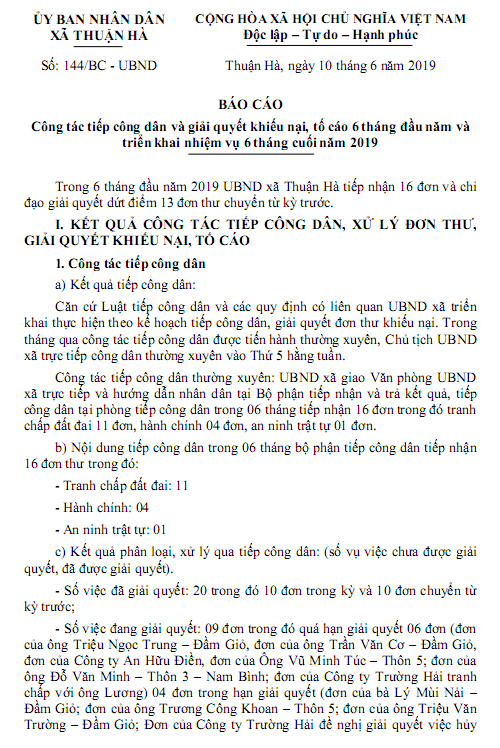 ỦY BAN NHÂN DÂN
XÃ THUẬN HÀ
CỘNG HÒA XÃ HỘI CHỦ NGHĨA VIỆT NAM
Độc lập – Tự do – Hạnh phúc
Số: 144/BC - UBND
Thuận Hà, ngày 10 tháng 6 năm 2019
BÁO CÁO
Công tác tiếp công dân và giải quyết khiếu nại, tố cáo 6 tháng đầu năm và
triển khai nhiệm vụ 6 tháng cuối năm 2019
Trong 6 tháng đầu năm 2019 UBND xã Thuận Hà tiếp nhận 16 đơn và chỉ
đạo giải quyết dứt điểm 13 đơn thư chuyển từ kỳ trước.
I. KẾT QUẢ CÔNG TÁC TIẾP CÔNG DÂN, XỬ LÝ ĐƠN THƯ,
GIẢI QUYẾT KHIẾU NẠI, TỐ CÁO
1. Công tác tiếp công dân
a) Kết quả tiếp công dân:
Căn cứ Luật tiếp công dân và các quy định có liên quan UBND xã triển
khai thực hiện theo kế hoạch tiếp công dân, giải quyết đơn thư khiếu nại. Trong
tháng qua công tác tiếp công dân được tiến hành thường xuyên, Chủ tịch UBND
xã trực tiếp công dân thường xuyên vào Thứ 5 hằng tuần.
Công tác tiếp công dân thường xuyên: UBND xã giao Văn phòng UBND
xã trực tiếp và hướng dẫn nhân dân tại Bộ phận tiếp nhận và trả kết quả, tiếp
công dân tại phòng tiếp công dân trong 06 tháng tiếp nhận 16 đơn trong đó tranh
chấp đất đai 11 đơn, hành chính 04 đơn, an ninh trật tự 01 đơn.
b) Nội dung tiếp công dân trong 06 tháng bộ phận tiếp công dân tiếp nhận
16 đơn thư trong đó:
- Tranh chấp đất đai: 11
- Hành chính: 04
- An ninh trật tự: 01
c) Kết quả phân loại, xử lý qua tiếp công dân: (số vụ việc chưa được giải
quyết, đã được giải quyết).
- Số việc đã giải quyết: 20 trong đó 10 đơn trong kỳ và 10 đơn chuyển từ
kỳ trước;
- Số việc đang giải quyết: 09 đơn trong đó quá hạn giải quyết 06 đơn (đơn
của ông Triệu Ngọc Trung – Đầm Giỏ, đơn của ông Trần Văn Cơ – Đầm Giỏ,
đơn của Công ty An Hữu Điền, đơn của Ông Vũ Minh Túc – Thôn 5; đơn của
ông Đỗ Văn Minh – Thôn 3 – Nam Bình; đơn của Công ty Trường Hải tranh
chấp với ông Lương) 04 đơn trong hạn giải quyết (đơn của bà Lý Mùi Nái –
Đầm Giỏ; đơn của ông Trương Công Khoan – Thôn 5; đơn của ông Triệu Văn
Trường – Đầm Giỏ; Đơn của Công ty Trường Hải đề nghị giải quyết việc hủy